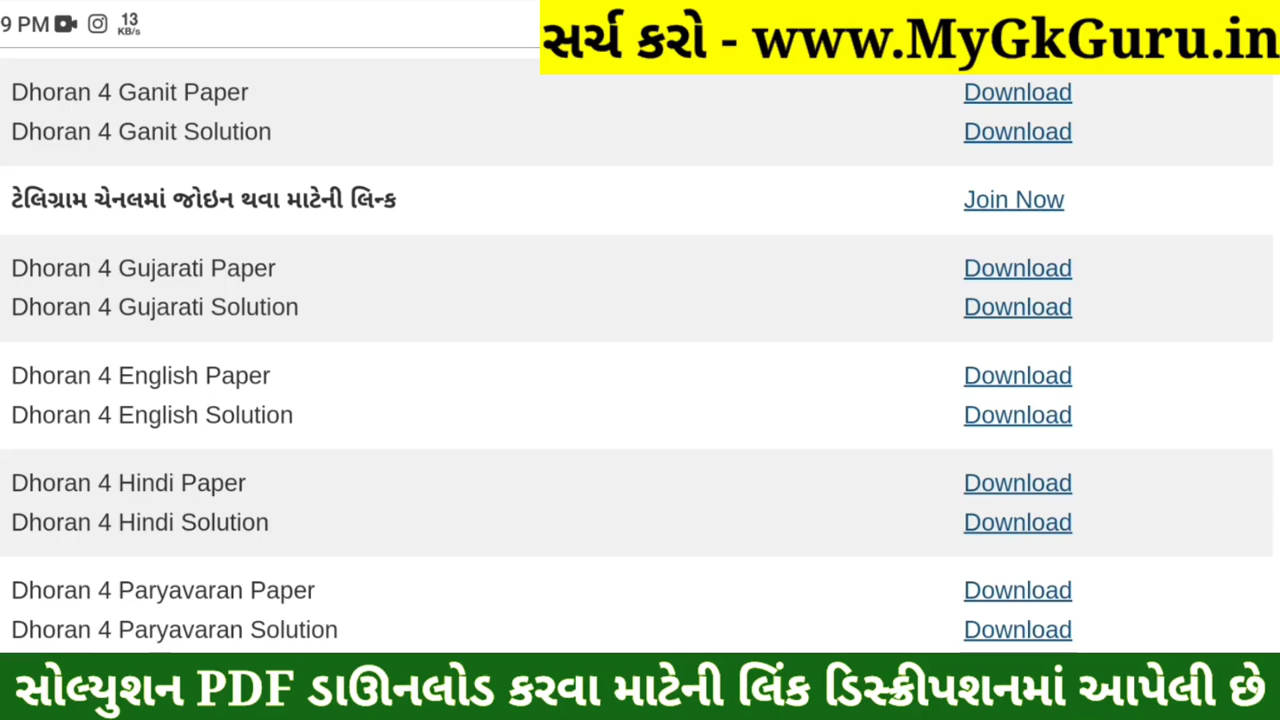 9 PM 13 KB/s
સર્ચ કરો - www.MyGkGuru.in
Dhoran 4 Ganit Paper Download
Dhoran 4 Ganit Solution Download
ટેલિગ્રામ ચેનલમાં જોઇન થવા માટેની લિન્ક Join Now
Dhoran 4 Gujarati Paper Download
Dhoran 4 Gujarati Solution Download
Dhoran 4 English Paper Download
Dhoran 4 English Solution Download
Dhoran 4 Hindi Paper Download
Dhoran 4 Hindi Solution Download
Dhoran 4 Paryavaran Paper Download
Dhoran 4 Paryavaran Solution Download
સોલ્યુશન PDF ડાઊનલોડ કરવા માટેની લિંક ડિસ્ક્રીપશનમાં આપેલી છે